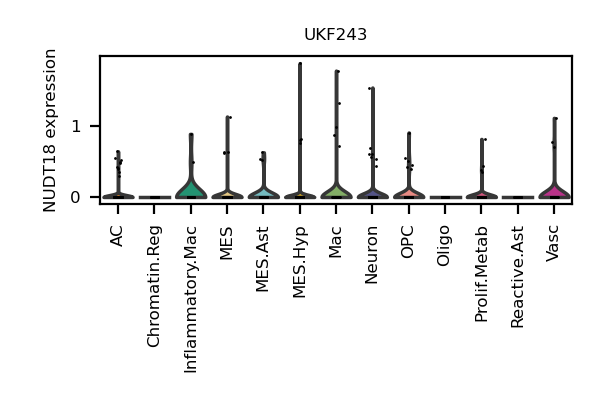 UKF243
NUDT18 expression
1
0
AC
Chromatin.Reg
Inflammatory.Mac
MES
MES.Ast
MES.Hyp
Mac
Neuron
OPC
Oligo
Prolif.Metab
Reactive.Ast
Vasc